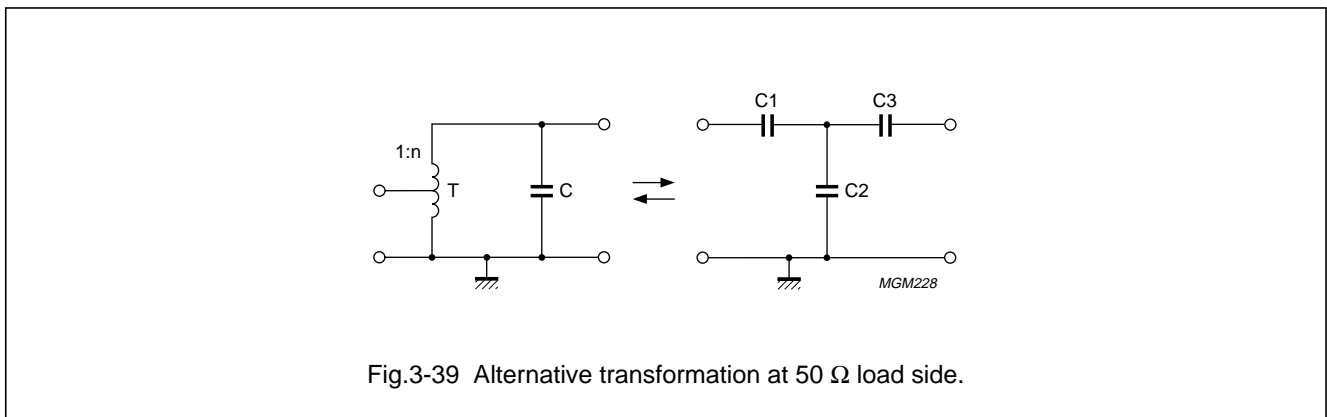 C1
C3
1:n
T
C
C2
MGM228
Fig.3-39 Alternative transformation at 50 Ω load side.